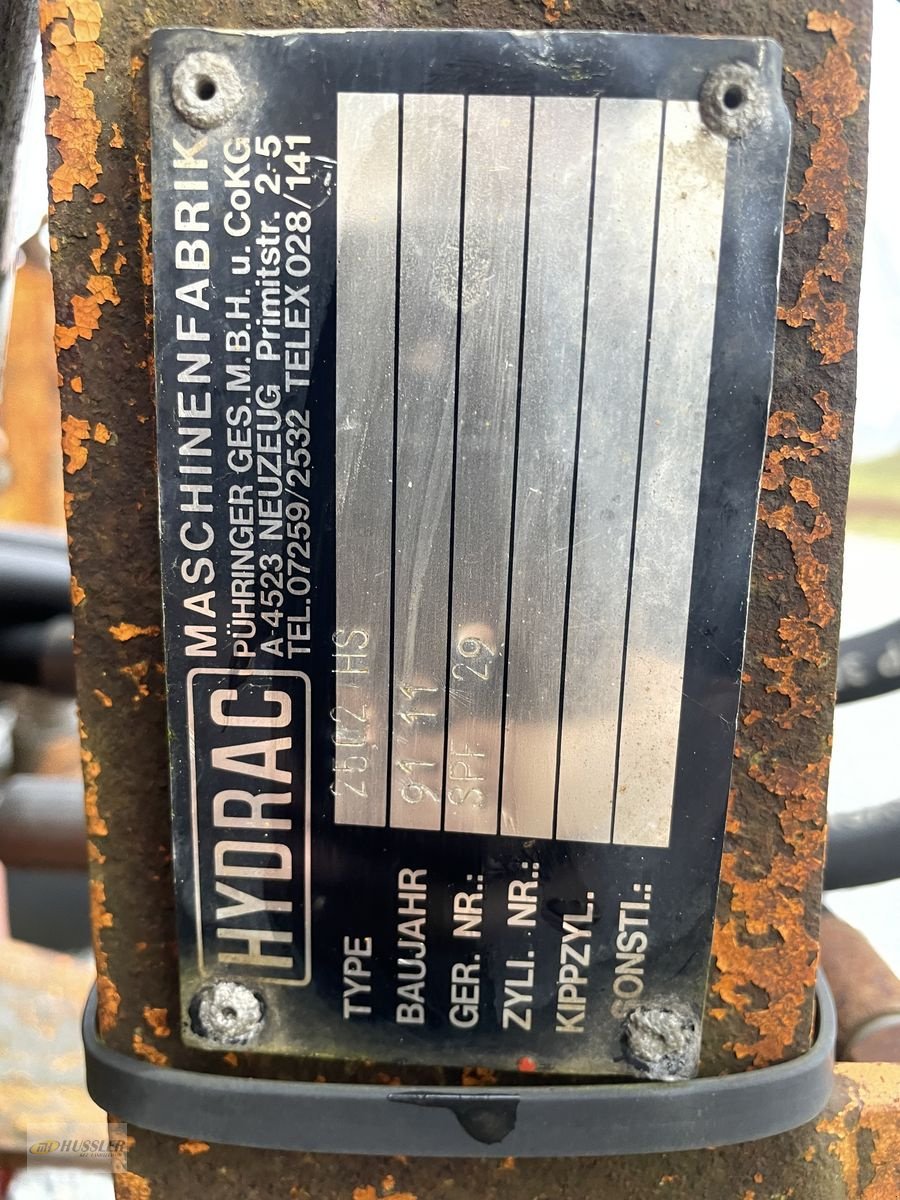 HYDRAC
MASCHINENFABRIK
PÜHRINGER GES.M.B.H. u. CoKG
A-4523 NEUZEUG Primitstr. 2-5
TEL.07259/2532 TELEX 028/141
TYPE 2502 HS
BAUJAHR 91 11
GER. NR.: SPF 29
ZYLI. NR.:
KIPPZYL.
SONSTI.:
HUSSLER